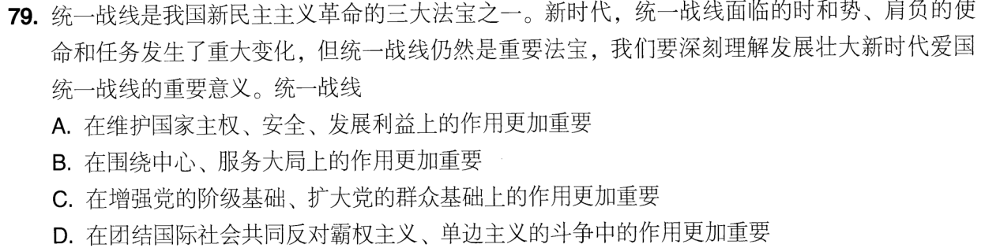 79. 统一战线是我国新民主主义革命的三大法宝之一。新时代，统一战线面临的时和势、肩负的使
命和任务发生了重大变化，但统一战线仍然是重要法宝，我们要深刻理解发展壮大新时代爱国
统一战线的重要意义。统一战线
A. 在维护国家主权、安全、发展利益上的作用更加重要
B. 在围绕中心、服务大局上的作用更加重要
C. 在增强党的阶级基础、扩大党的群众基础上的作用更加重要
D. 在团结国际社会共同反对霸权主义、单边主义的斗争中的作用更加重要